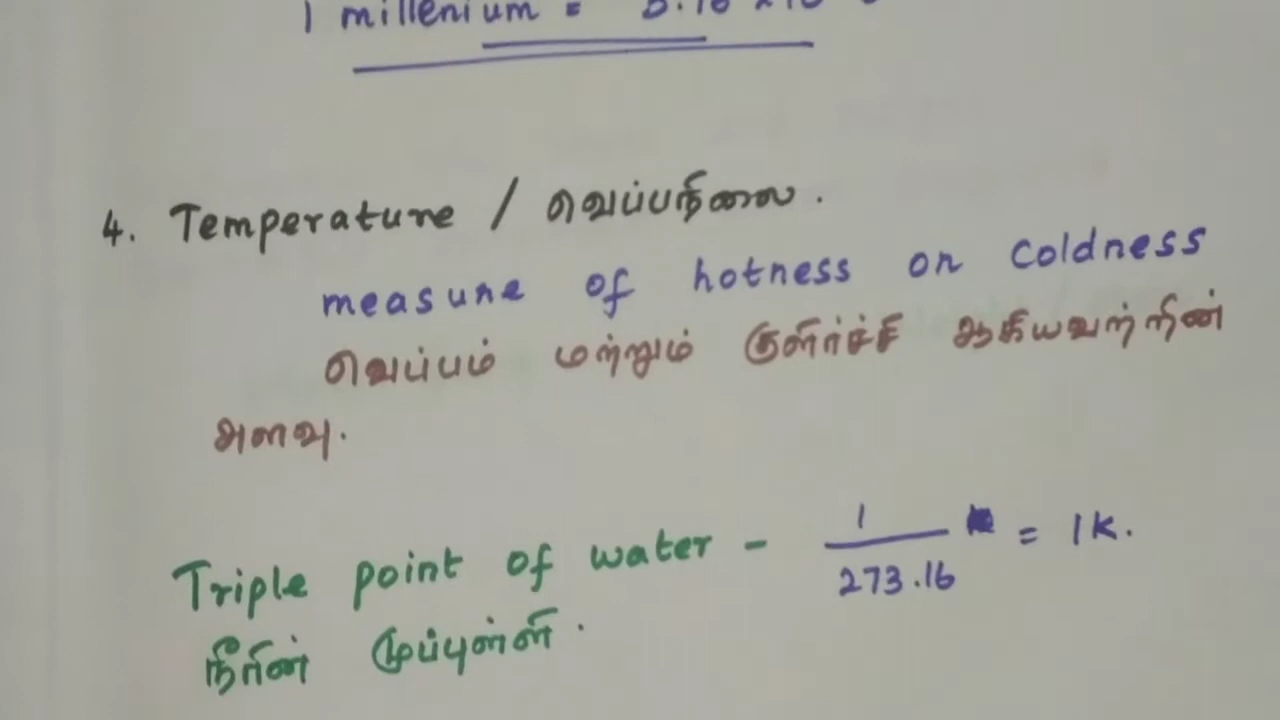 1 millenium =
4. Temperature / வெப்பநிலை.
measure of hotness or coldness
வெப்பம் மற்றும் குளிர்ச்சி ஆகியவற்றின்
அளவு.
Triple point of water - 1/273.16 = 1K.
நீரின் முப்புள்ளி.